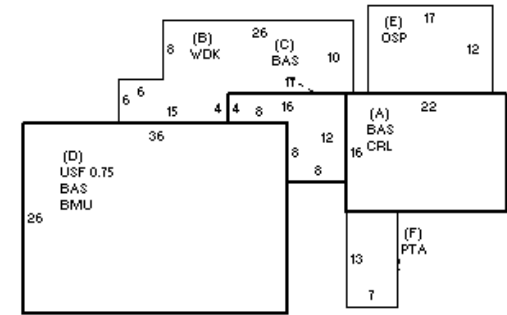 (E)
17
OSP
12
(B)
26
8
WDK
(C)
10
BAS
6
6
15
4
4
8
16
12
8
8
22
(A)
BAS
16
CRL
36
(D)
USF 0.75
BAS
BMU
26
(F)
PTA
13
7